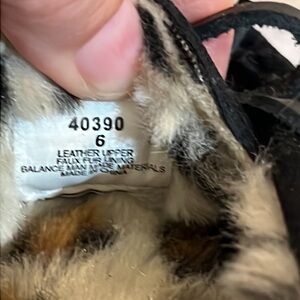 40390
6
LEATHER UPPER
FAUX FUR LINING
BALANCE MAN MADE MATERIALS
MADE IN CHINA